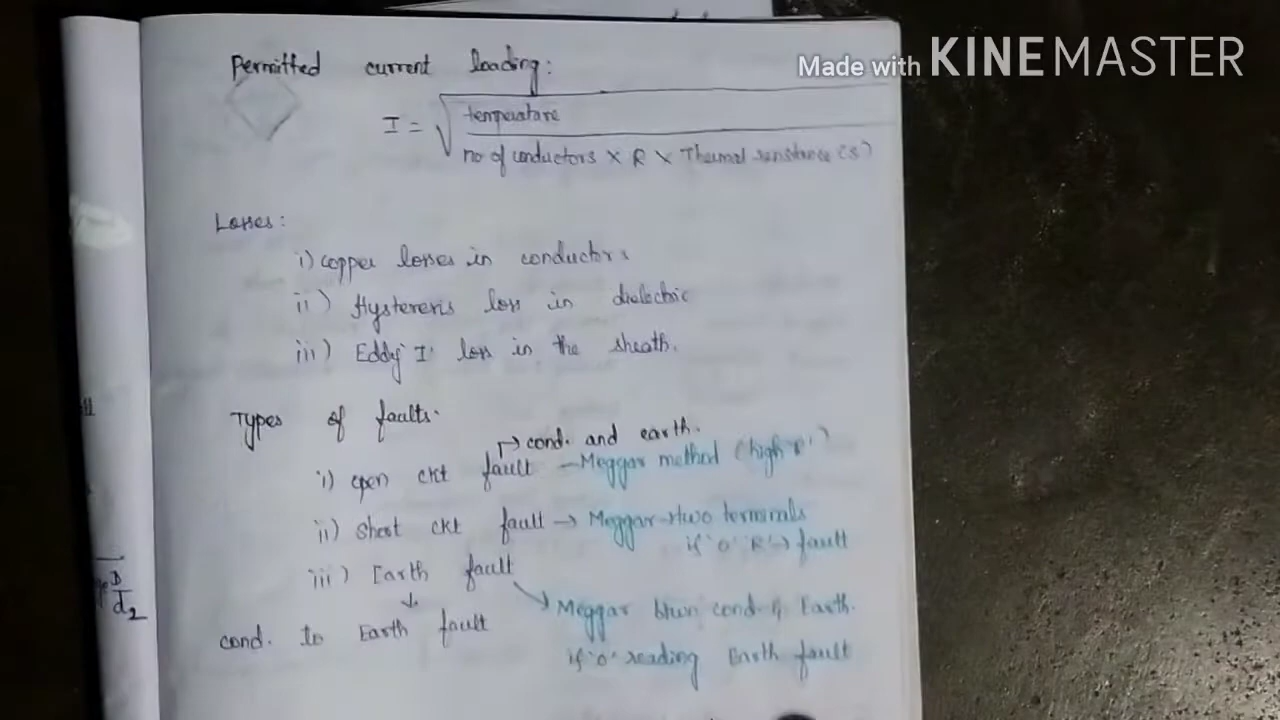 Made with KINEMASTER
Permitted current loading:
I = √ temperature
no of conductors × R × Thermal resistance (S)
Losses:
i) copper losses in conductors
ii) Hysteresis loss in dielectric
iii) Eddy 'I' loss in the sheath.
Types of faults.
→ cond. and earth.
i) open ckt fault – Meggar method (high 'R')
ii) short ckt fault → Meggar → two terminals
if '0' 'R' → fault
iii) Earth fault
cond. to Earth fault
Meggar btwn cond & Earth.
if '0' reading Earth fault
D
d2